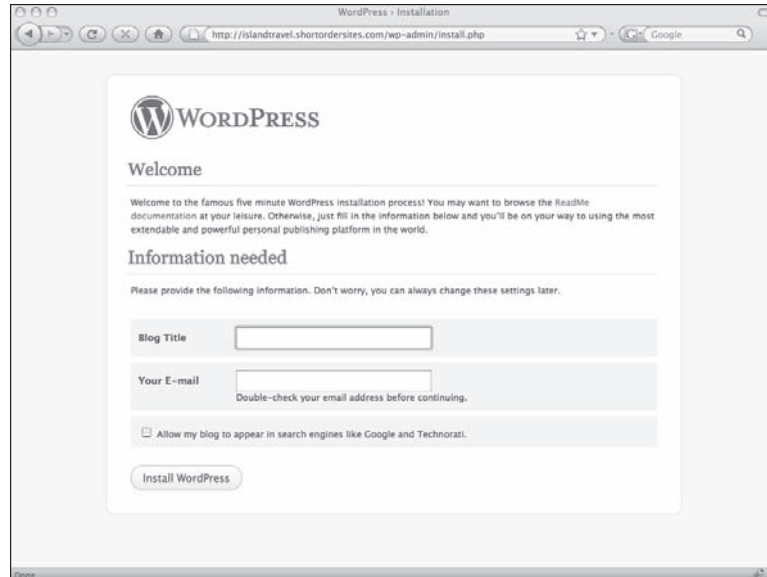 WordPress › Installation
http://islandtravel.shortordersites.com/wp-admin/install.php
Google
WORDPRESS
Welcome
Welcome to the famous five minute WordPress installation process! You may want to browse the ReadMe
documentation at your leisure. Otherwise, just fill in the information below and you'll be on your way to using the most
extendable and powerful personal publishing platform in the world.
Information needed
Please provide the following information. Don't worry, you can always change these settings later.
Blog Title
Your E-mail
Double-check your email address before continuing.
Allow my blog to appear in search engines like Google and Technorati.
Install WordPress
Done